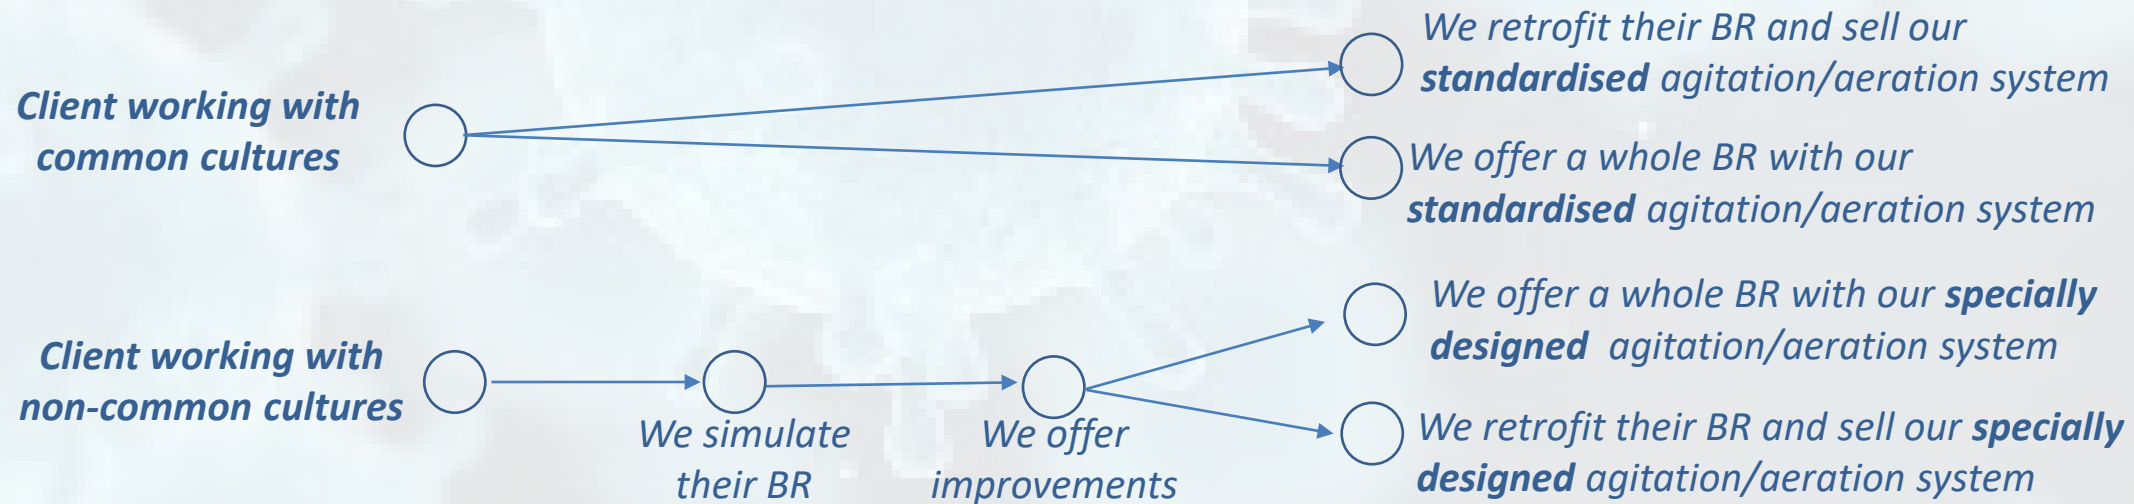 Client working with
common cultures
We retrofit their BR and sell our
standardised agitation/aeration system
We offer a whole BR with our
standardised agitation/aeration system
Client working with
non-common cultures
We simulate
their BR
We offer
improvements
We offer a whole BR with our specially
designed agitation/aeration system
We retrofit their BR and sell our specially
designed agitation/aeration system